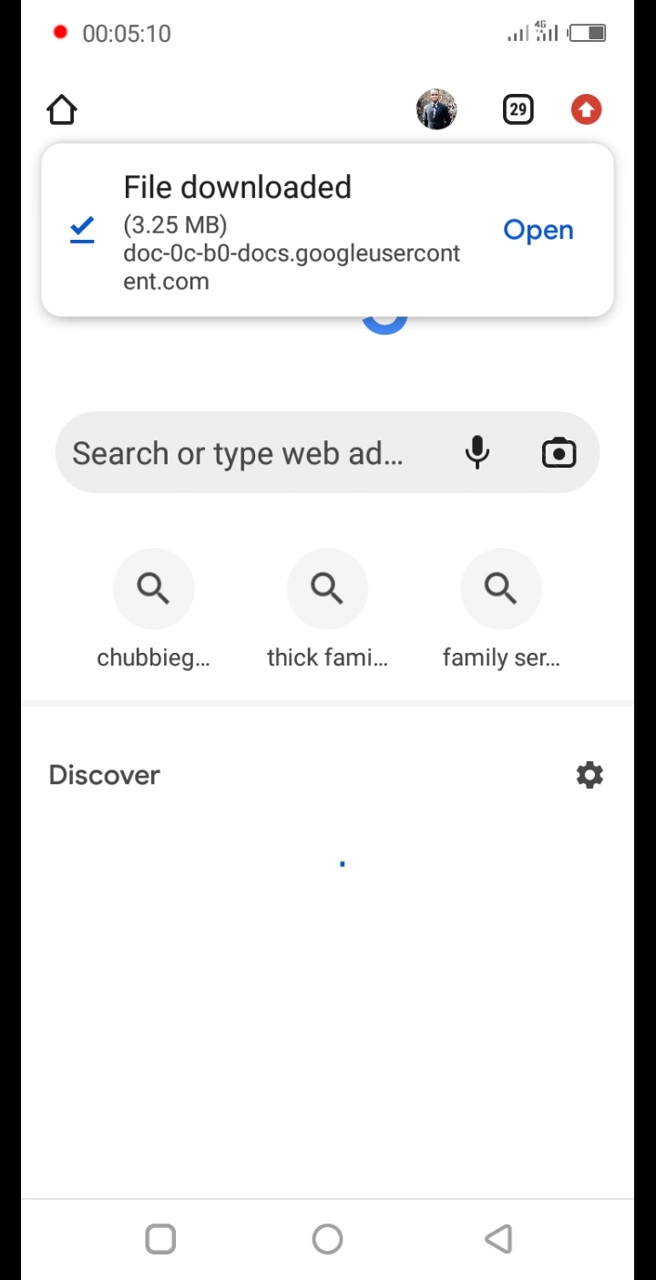 00:05:10
4G
29
File downloaded
(3.25 MB)
doc-0c-b0-docs.googleusercont
ent.com
Open
Search or type web ad...
chubbieg...
thick fami...
family ser...
Discover